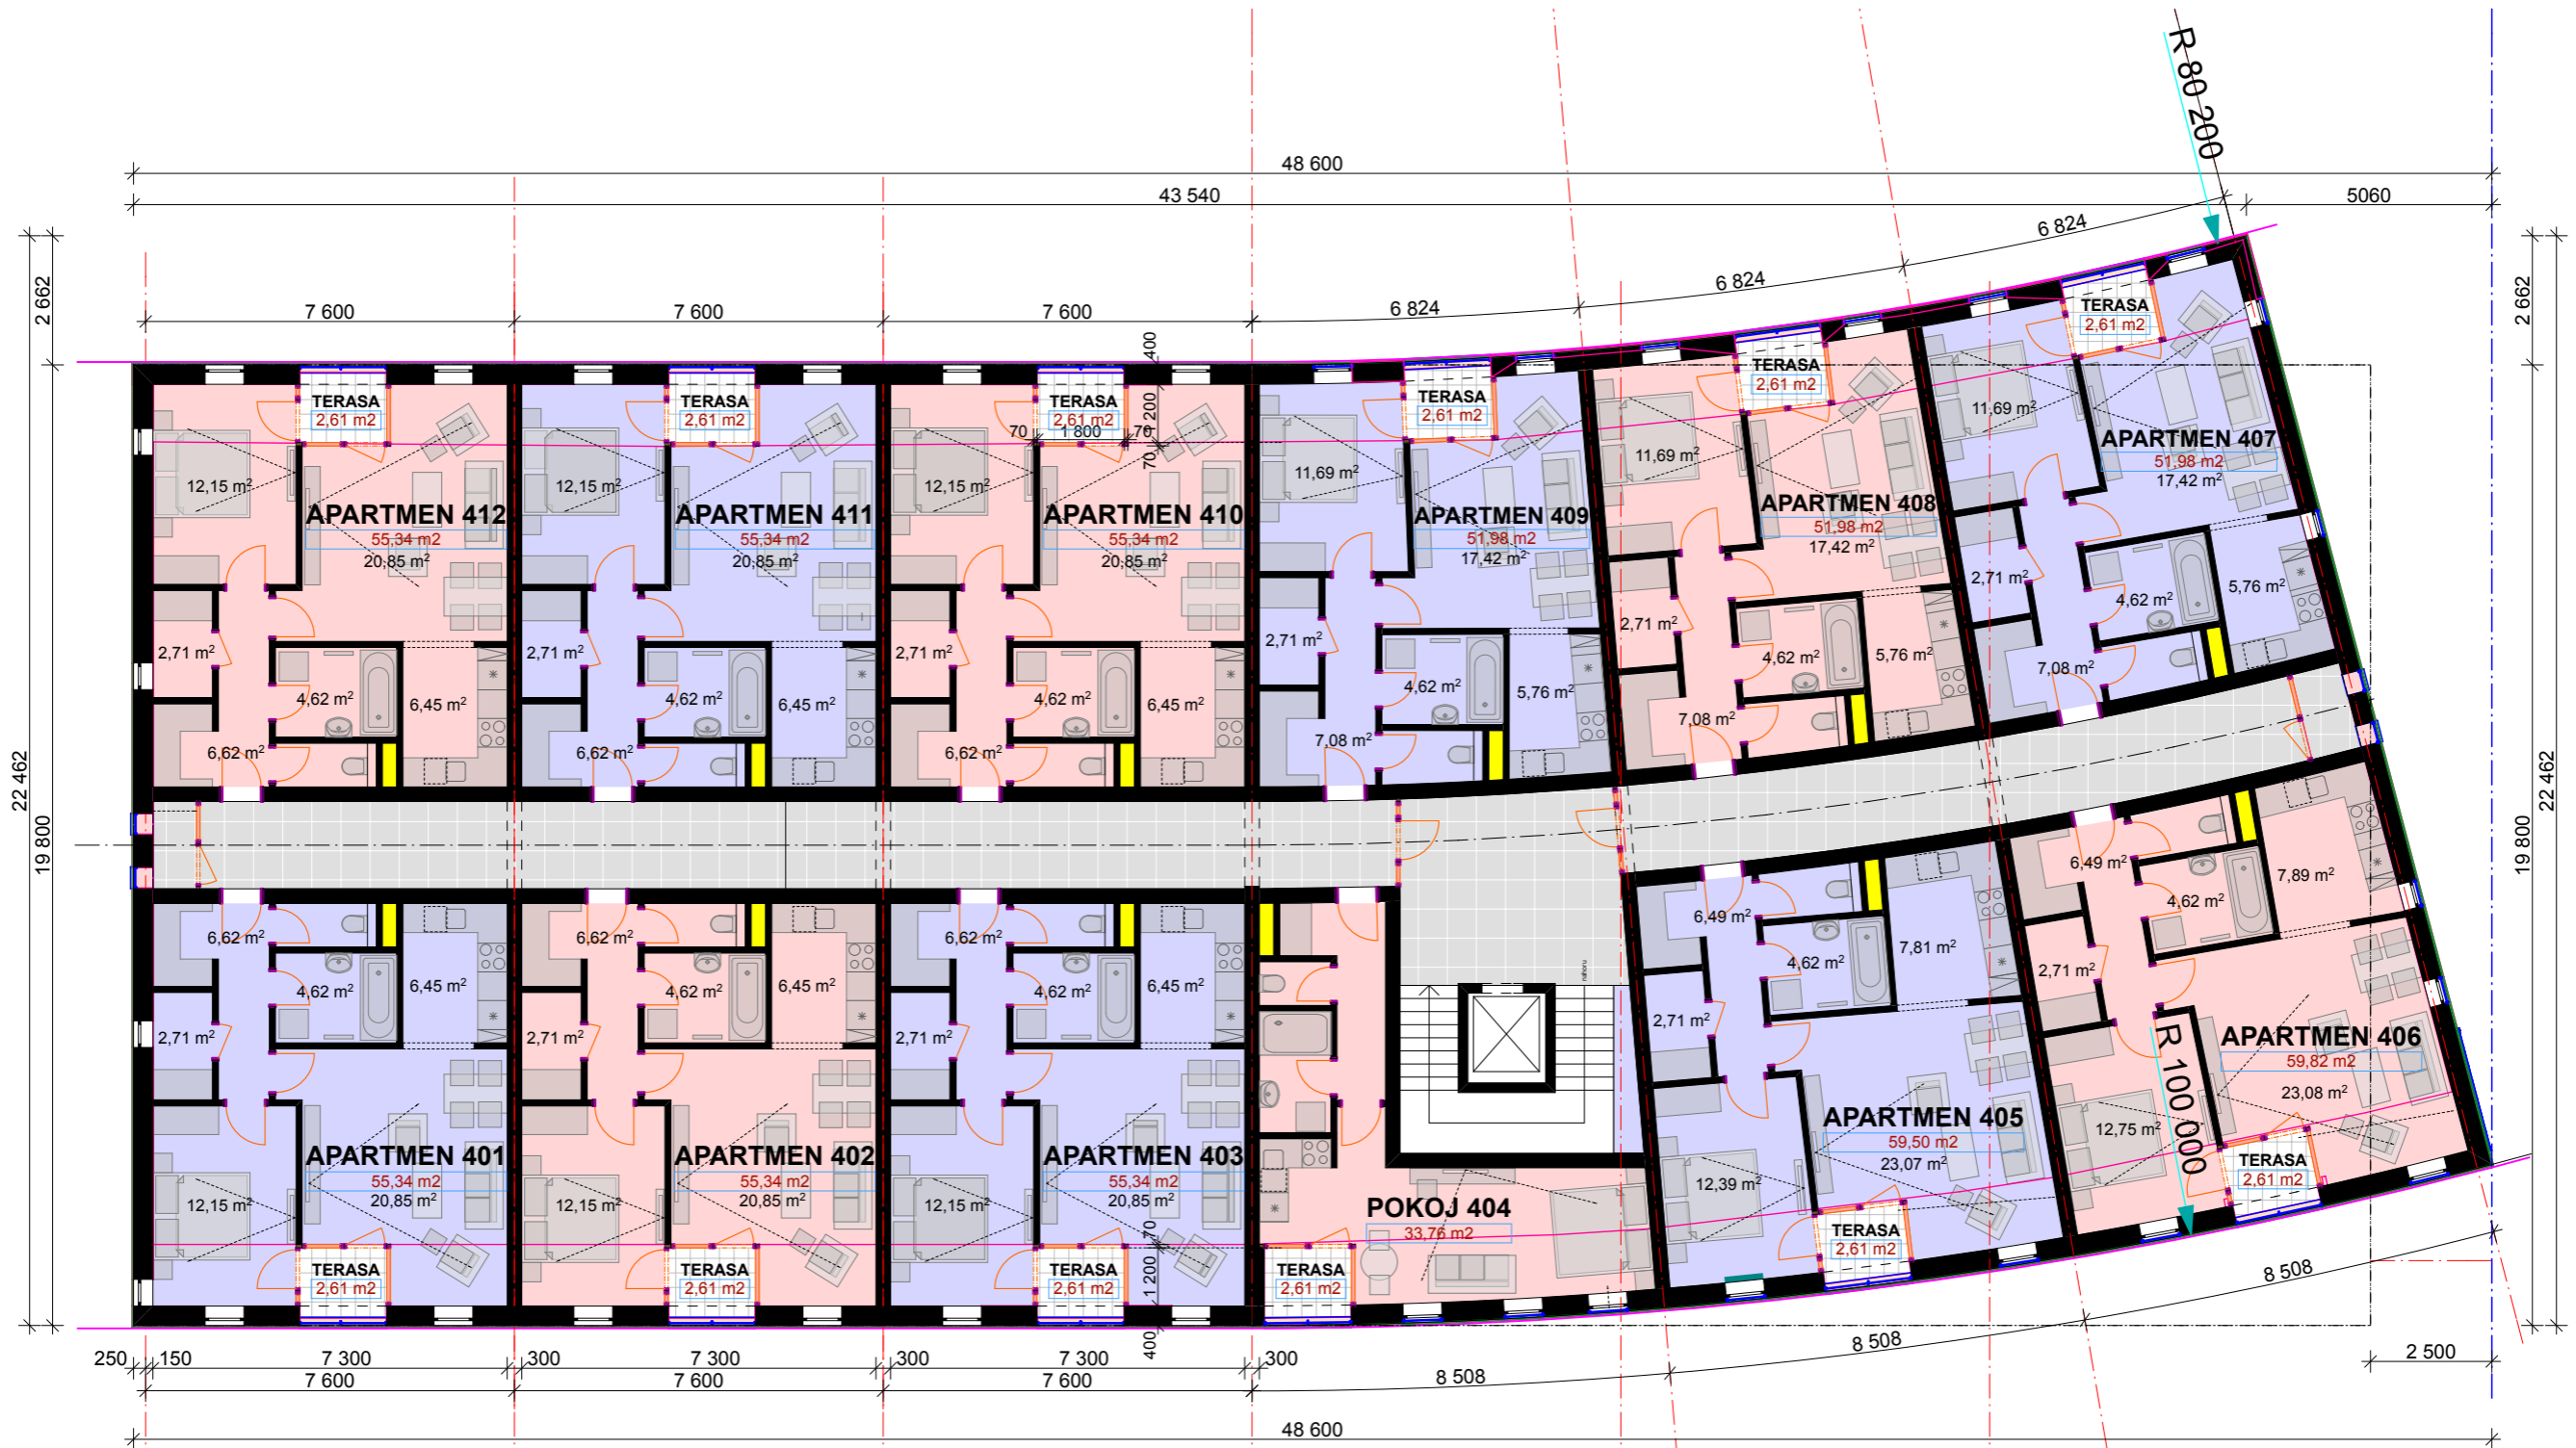 R 80 200
48 600
43 540
5060
6 824
6 824
6 824
2 662
2 662
7 600
7 600
7 600
400
TERASA
2,61 m2
TERASA
2,61 m2
TERASA
2,61 m2
TERASA
2,61 m2
TERASA
2,61 m2
TERASA
2,61 m2
1 200
70
1 800
70
70
12,15 m²
APARTMEN 412
55,34 m2
20,85 m²
2,71 m²
4,62 m²
6,45 m²
6,62 m²
12,15 m²
APARTMEN 411
55,34 m2
20,85 m²
2,71 m²
4,62 m²
6,45 m²
6,62 m²
12,15 m²
APARTMEN 410
55,34 m2
20,85 m²
2,71 m²
4,62 m²
6,45 m²
6,62 m²
11,69 m²
APARTMEN 409
51,98 m2
17,42 m²
2,71 m²
4,62 m²
5,76 m²
7,08 m²
11,69 m²
APARTMEN 408
51,98 m2
17,42 m²
2,71 m²
4,62 m²
5,76 m²
7,08 m²
11,69 m²
APARTMEN 407
51,98 m2
17,42 m²
2,71 m²
4,62 m²
5,76 m²
7,08 m²
22 462
19 800
19 800
22 462
6,62 m²
4,62 m²
6,45 m²
2,71 m²
APARTMEN 401
55,34 m2
20,85 m²
12,15 m²
TERASA
2,61 m2
6,62 m²
4,62 m²
6,45 m²
2,71 m²
APARTMEN 402
55,34 m2
20,85 m²
12,15 m²
TERASA
2,61 m2
6,62 m²
4,62 m²
6,45 m²
2,71 m²
APARTMEN 403
55,34 m2
20,85 m²
12,15 m²
TERASA
2,61 m2
70
1 200
400
nahoru
POKOJ 404
33,76 m2
TERASA
2,61 m2
6,49 m²
4,62 m²
7,81 m²
2,71 m²
APARTMEN 405
59,50 m2
23,07 m²
12,39 m²
TERASA
2,61 m2
6,49 m²
4,62 m²
7,89 m²
2,71 m²
APARTMEN 406
59,82 m2
23,08 m²
12,75 m²
TERASA
2,61 m2
R 100 000
250
150
7 300
300
7 300
300
7 300
300
7 600
7 600
7 600
8 508
8 508
8 508
2 500
48 600